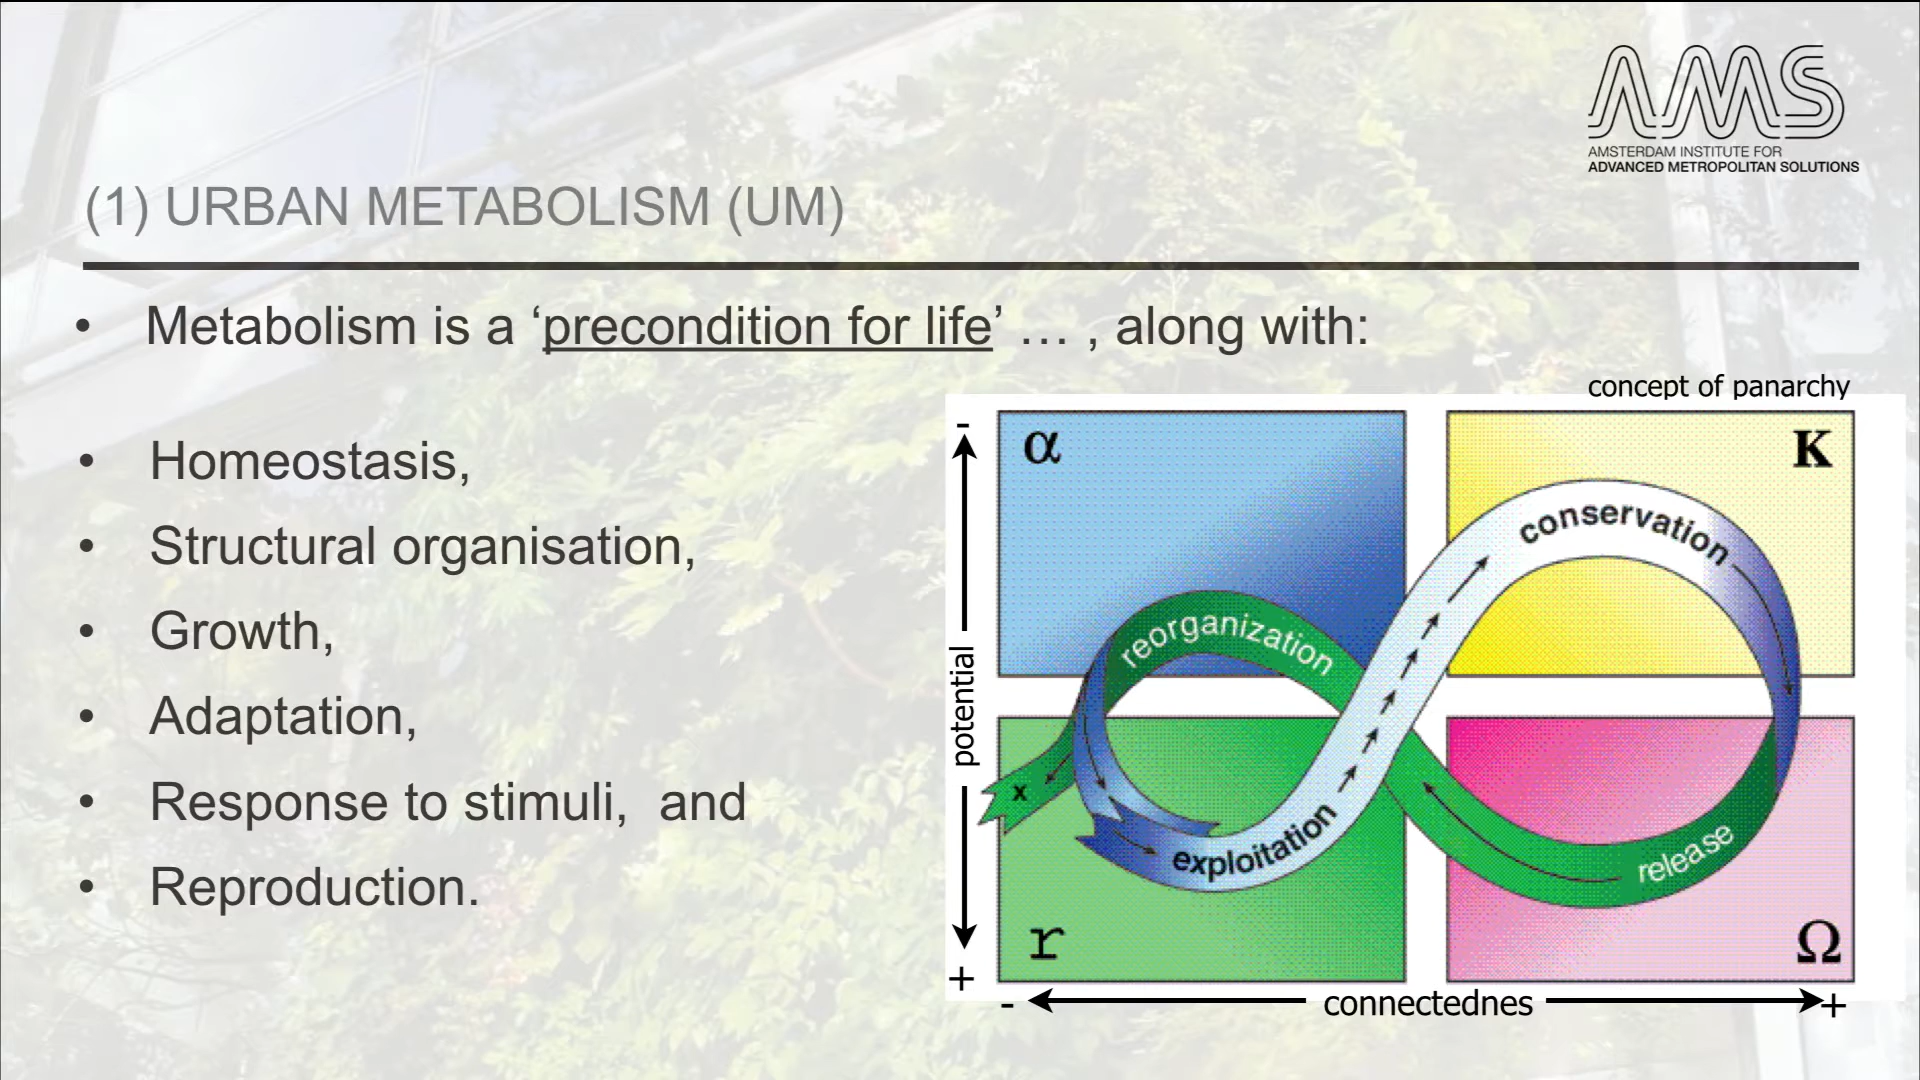 AMS
AMSTERDAM INSTITUTE FOR
ADVANCED METROPOLITAN SOLUTIONS
(1) URBAN METABOLISM (UM)
• Metabolism is a ‘precondition for life’ … , along with:
• Homeostasis,
• Structural organisation,
• Growth,
• Adaptation,
• Response to stimuli,  and
• Reproduction.
concept of panarchy
-
α
K
conservation
reorganization
potential
x
exploitation
release
r
Ω
+
-
connectednes
+